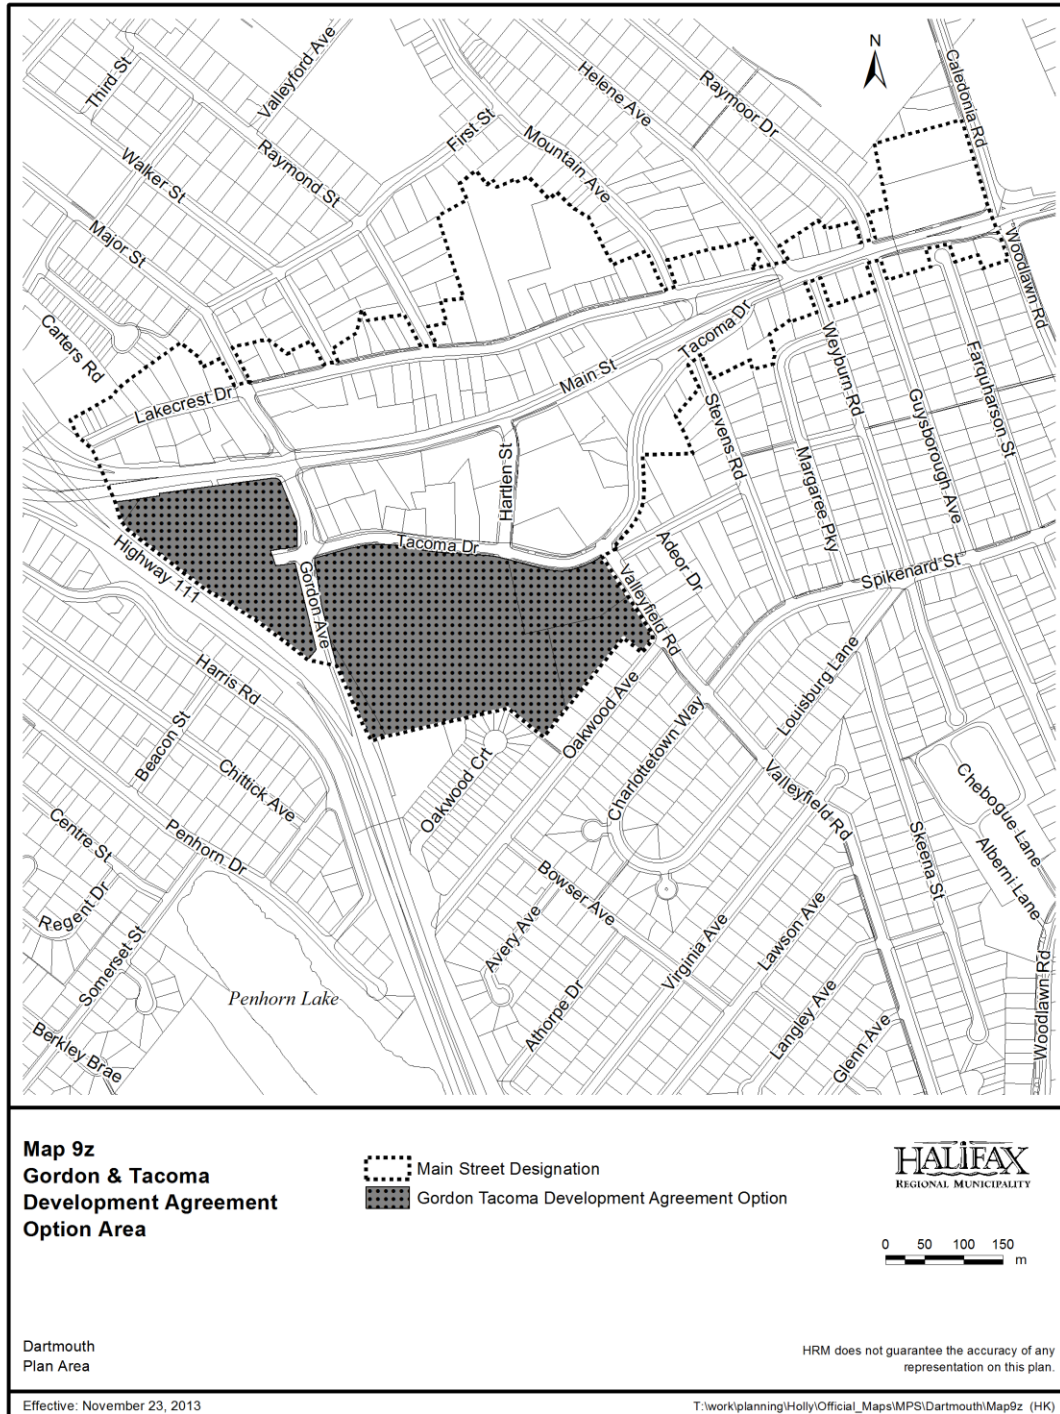 N
Third St
Valleyford Ave
Helene Ave
Raymoor Dr
Caledonia Rd
First St
Mountain Ave
Walker St
Raymond St
Major St
Woodlawn Rd
Carters Rd
Tacoma Dr
Weyburn Rd
Farquharson St
Main St
Lakecrest Dr
Guysborough Ave
Stevens Rd
Hartlen St
Margaree Pky
Tacoma Dr
Adeor Dr
Highway 111
Spikenard St
Gordon Ave
Valleyfield Rd
Louisburg Lane
Harris Rd
Oakwood Ave
Charlottetown Way
Beacon St
Oakwood Crt
Chittick Ave
Valleyfield Rd
Chebogue Lane
Centre St
Penhorn Dr
Skeena St
Alberni Lane
Regent Dr
Bowser Ave
Somerset St
Avery Ave
Virginia Ave
Lawson Ave
Penhorn Lake
Athorpe Dr
Langley Ave
Woodlawn Rd
Berkley Brae
Glenn Ave
Map 9z
Gordon & Tacoma
Development Agreement
Option Area
Main Street Designation
Gordon Tacoma Development Agreement Option
HALIFAX
REGIONAL MUNICIPALITY
0 50 100 150
m
Dartmouth
Plan Area
HRM does not guarantee the accuracy of any
representation on this plan.
Effective: November 23, 2013
T:\work\planning\Holly\Official_Maps\MPS\Dartmouth\Map9z (HK)